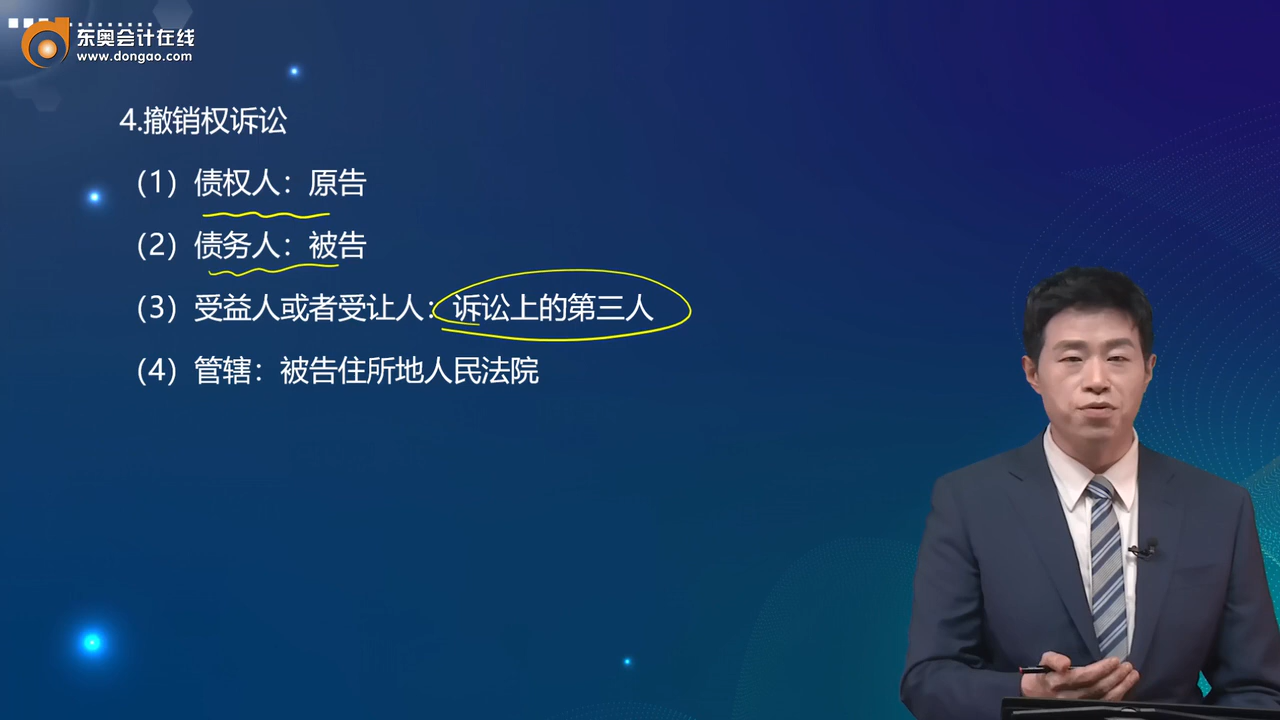 东奥会计在线
www.dongao.com
4.撤销权诉讼
（1）债权人：原告
（2）债务人：被告
（3）受益人或者受让人：诉讼上的第三人
（4）管辖：被告住所地人民法院